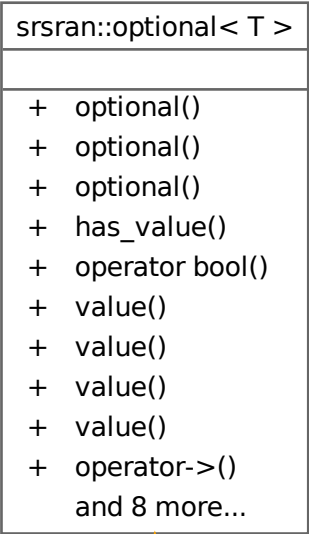 srsran::optional< T >
+ optional()
+ optional()
+ optional()
+ has_value()
+ operator bool()
+ value()
+ value()
+ value()
+ value()
+ operator->()
and 8 more...